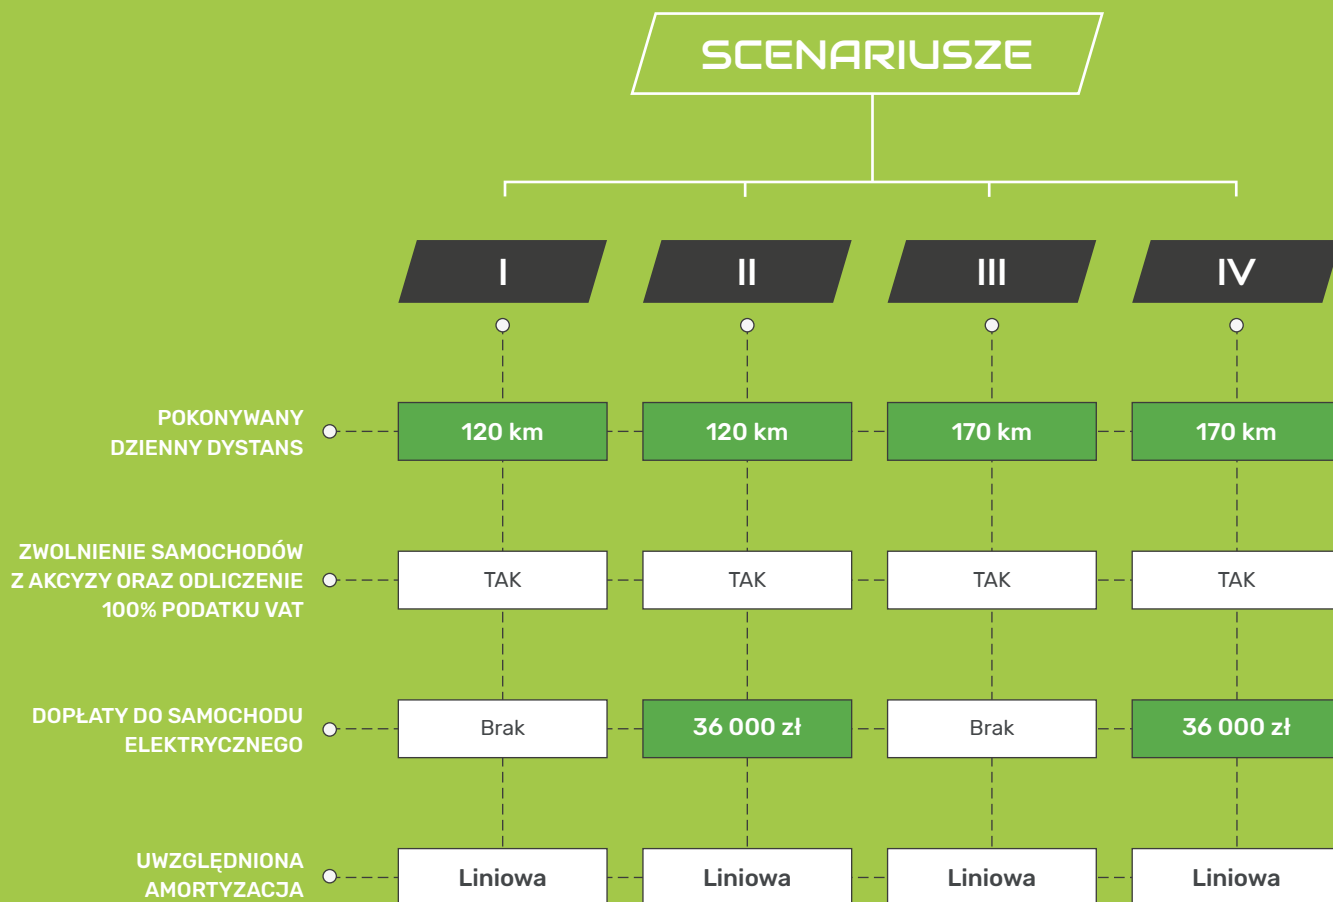 SCENARIUSZE
I II III IV
POKONYWANY
DZIENNY DYSTANS
120 km 120 km 170 km 170 km
ZWOLNIENIE SAMOCHODÓW
Z AKCYZY ORAZ ODLICZENIE
100% PODATKU VAT
TAK TAK TAK TAK
DOPŁATY DO SAMOCHODU
ELEKTRYCZNEGO
Brak 36 000 zł Brak 36 000 zł
UWZGLĘDNIONA
AMORTYZACJA
Liniowa Liniowa Liniowa Liniowa